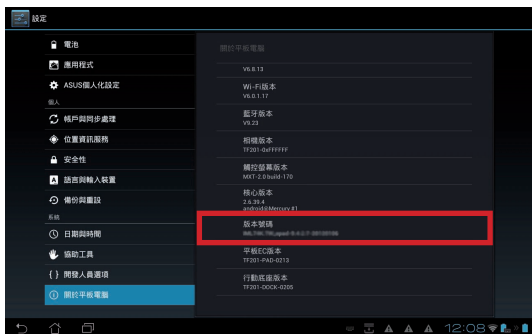 設定
電池
應用程式
ASUS個人化設定
個人
帳戶與同步處理
位置資訊服務
安全性
語言與輸入裝置
備份與重設
系統
日期與時間
協助工具
開發人員選項
關於平板電腦
關於平板電腦
V6.8.13
Wi-Fi版本
V6.0.1.17
藍牙版本
V9.23
相機版本
TF201-0xFFFFFF
觸控螢幕版本
MXT-2.0 build-170
核心版本
2.6.39.4
android@Mercury #1
版本號碼
平板EC版本
TF201-PAD-0213
行動底座版本
TF201-DOCK-0205
12:08